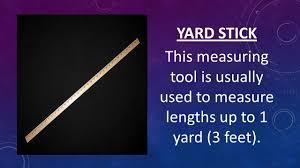 YARD STICK
This measuring
tool is usually
used to measure
lengths up to 1
yard (3 feet).